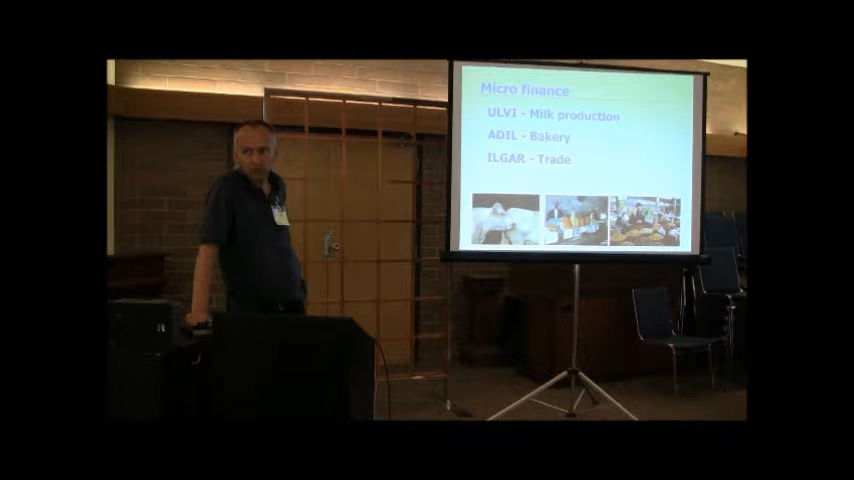 Micro finance
ULVI - Milk production
ADIL - Bakery
ILGAR - Trade